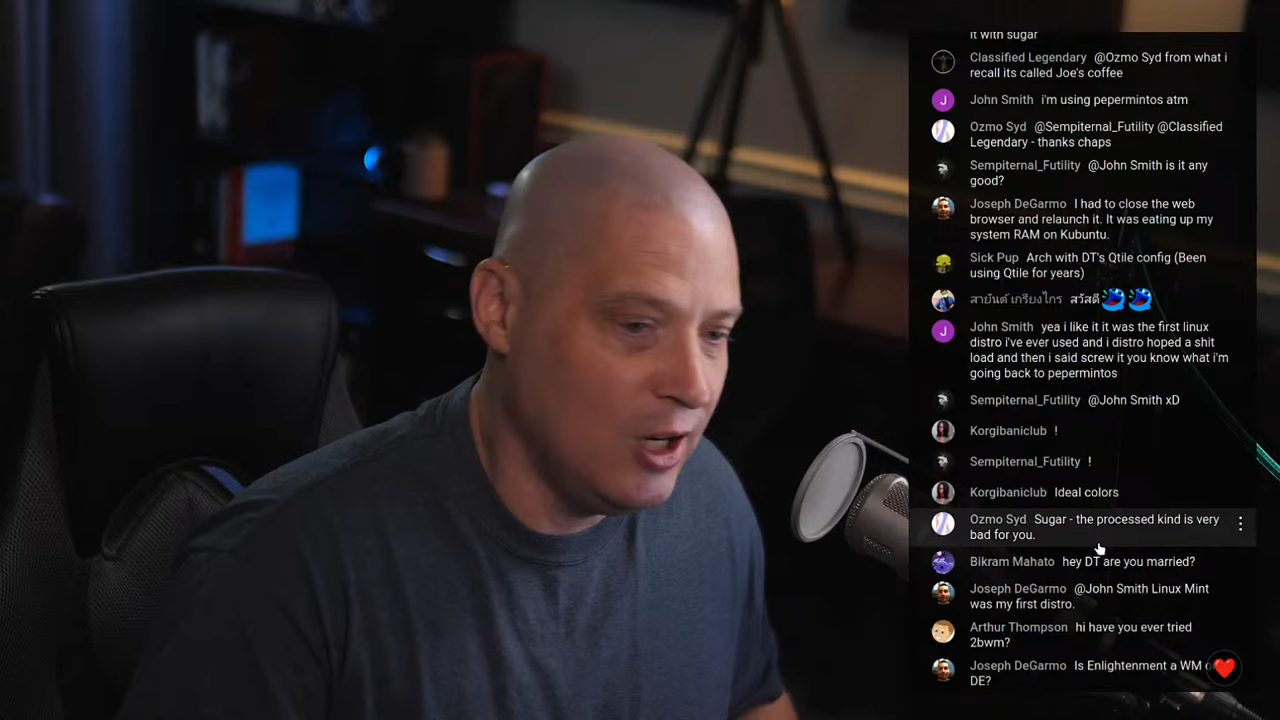 it with sugar
Classified Legendary @Ozmo Syd from what i
recall its called Joe's coffee
J John Smith i'm using pepermintos atm
Ozmo Syd @Sempiternal_Futility @Classified
Legendary - thanks chaps
Sempiternal_Futility @John Smith is it any
good?
Joseph DeGarmo I had to close the web
browser and relaunch it. It was eating up my
system RAM on Kubuntu.
Sick Pup Arch with DT's Qtile config (Been
using Qtile for years)
สายันต์ เกรียงไกร สวัสดี
J John Smith yea i like it it was the first linux
distro i've ever used and i distro hoped a shit
load and then i said screw it you know what i'm
going back to pepermintos
Sempiternal_Futility @John Smith xD
Korgibaniclub !
Sempiternal_Futility !
Korgibaniclub Ideal colors
Ozmo Syd Sugar - the processed kind is very
bad for you.
Bikram Mahato hey DT are you married?
Joseph DeGarmo @John Smith Linux Mint
was my first distro.
Arthur Thompson hi have you ever tried
2bwm?
Joseph DeGarmo Is Enlightenment a WM
DE?